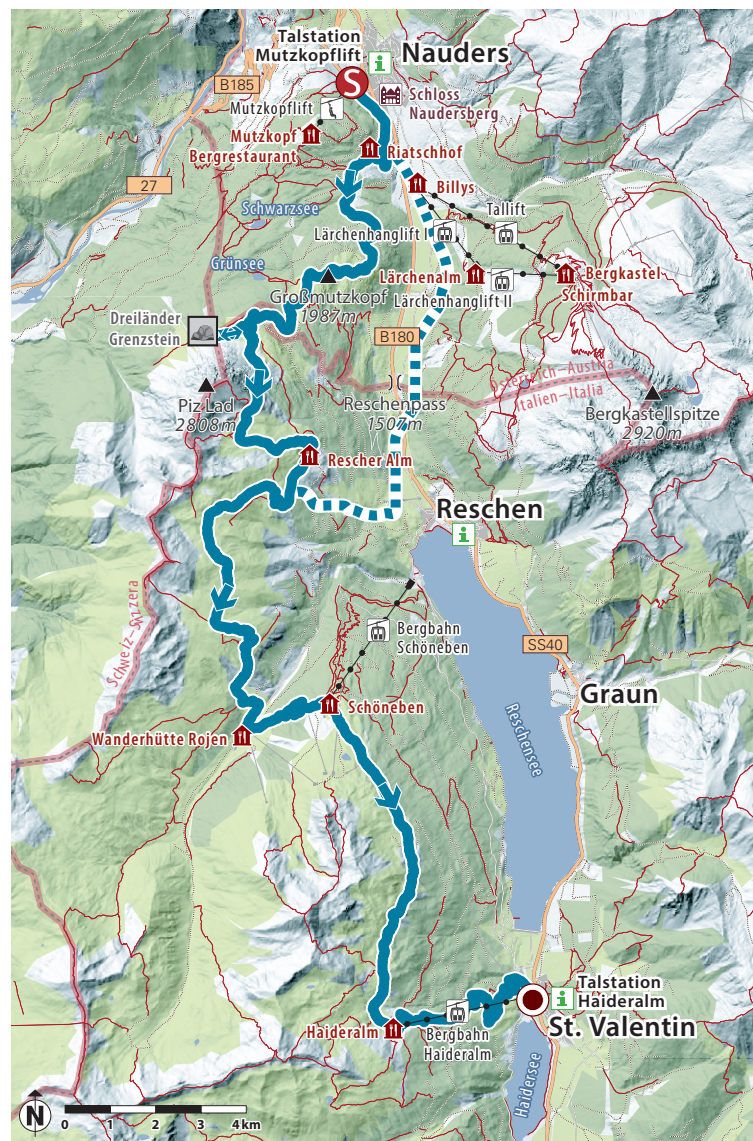 Talstation
Mutzkopflift
Nauders
i
S
B185
Schloss
Naudersberg
Mutzkopflift
Mutzkopf
Bergrestaurant
Riatschhof
27
Billys
Schwarzsee
Tallift
Lärchenhanglift I
Grünsee
Lärchenalm
Bergkastel
Schirmbar
Großmutzkopf
1987m
Lärchenhanglift II
Dreiländer
Grenzstein
B180
Österreich–Austria
Italien–Italia
Piz Lad
2808m
Reschenpass
1507m
Bergkastellspitze
2920m
Rescher Alm
Reschen
i
Schweiz–Svizzera
Bergbahn
Schöneben
SS40
Graun
Schöneben
Reschensee
Wanderhütte Rojen
Talstation
Haideralm
i
St. Valentin
Haideralm
Bergbahn
Haideralm
Haidersee
N
0 1 2 3 4km